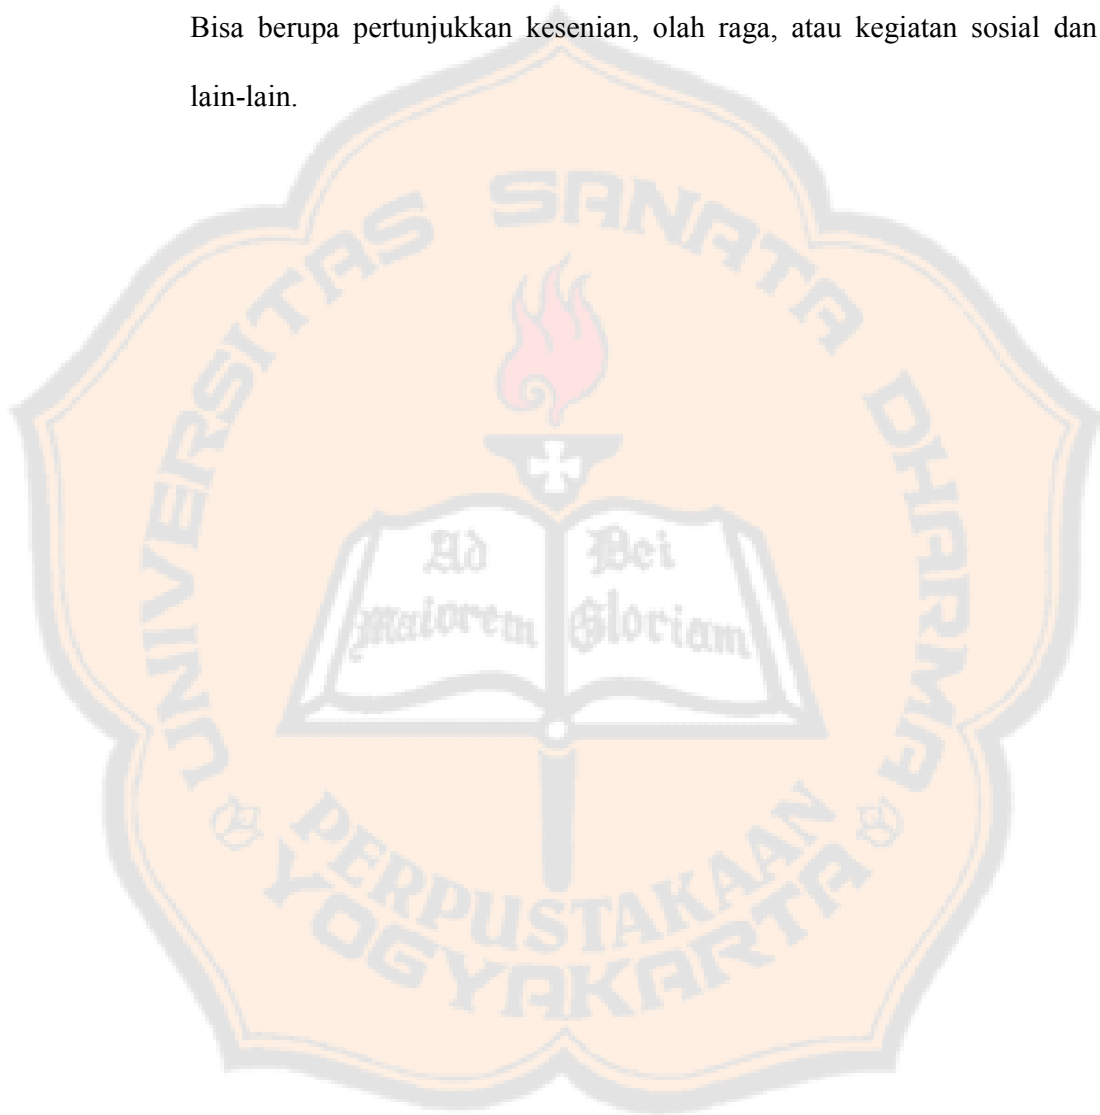 Bisa berupa pertunjukkan kesenian, olah raga, atau kegiatan sosial dan
lain-lain.
UNIVERSITAS SANATA DHARMA
Ad Dei
maiorem Gloriam
PERPUSTAKAAN
YOGYAKARTA